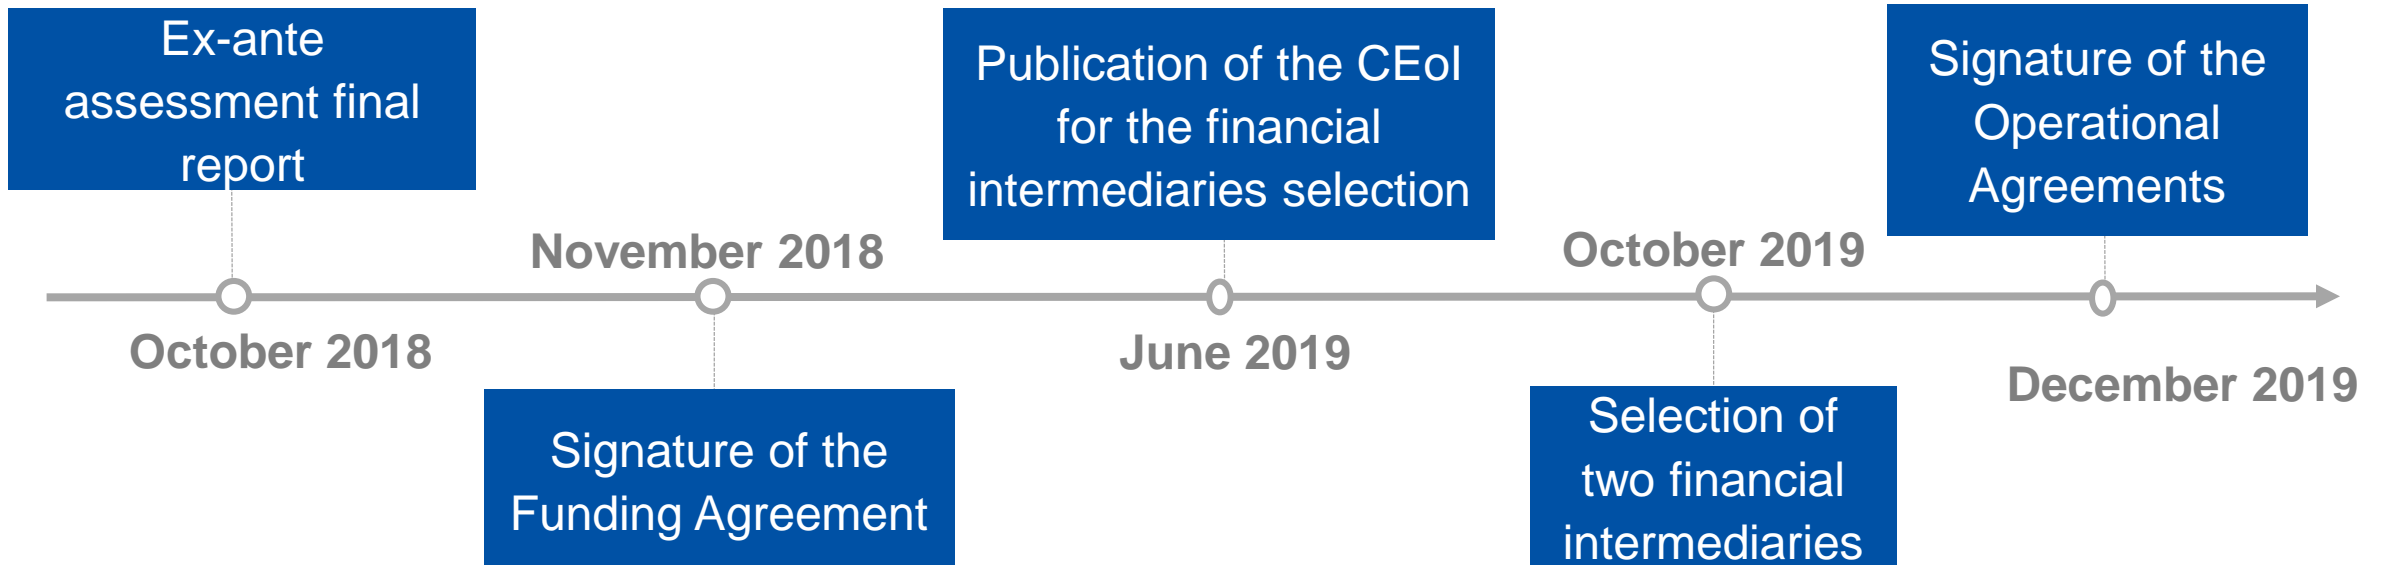 Ex-ante
assessment final
report
October 2018
November 2018
Signature of the
Funding Agreement
Publication of the CEoI
for the financial
intermediaries selection
June 2019
October 2019
Selection of
two financial
intermediaries
Signature of the
Operational
Agreements
December 2019